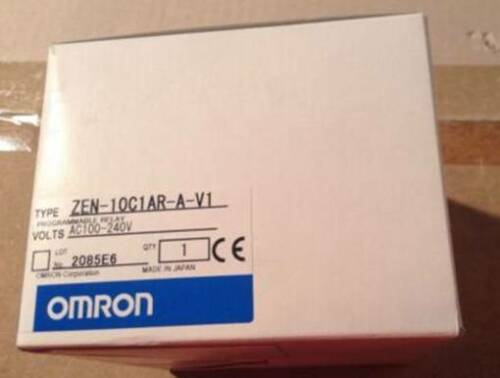 TYPE ZEN-10C1AR-A-V1
PROGRAMMABLE RELAY
VOLTS AC100-240V
LOT No. 2085E6 QTY 1 CE
OMRON Corporation MADE IN JAPAN
OMRON